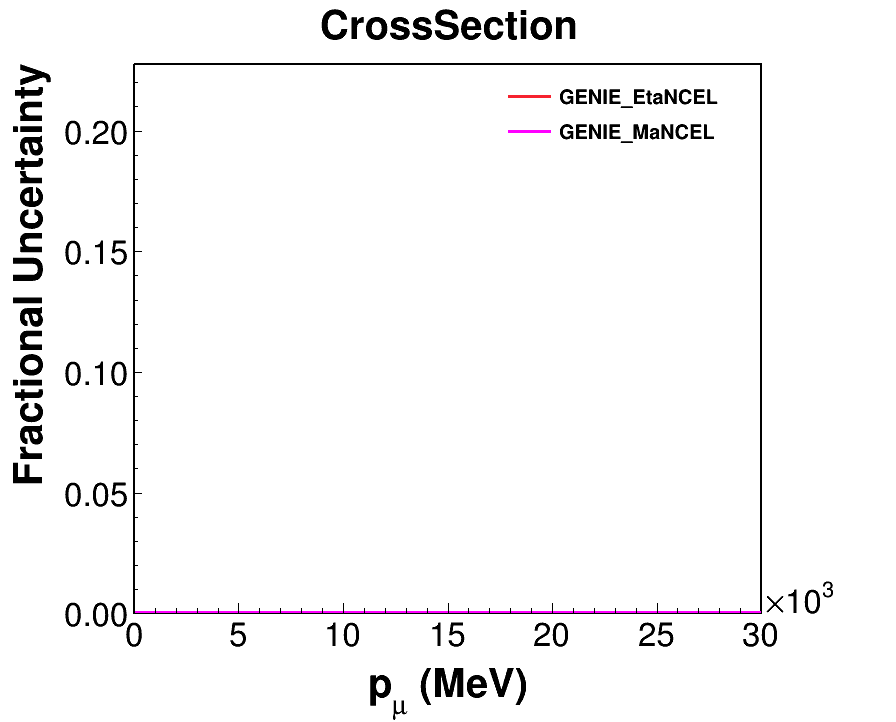 CrossSection
GENIE_EtaNCEL
GENIE_MaNCEL
Fractional Uncertainty
0.20
0.15
0.10
0.05
0.00
0 5 10 15 20 25 30
×10³
pμ (MeV)